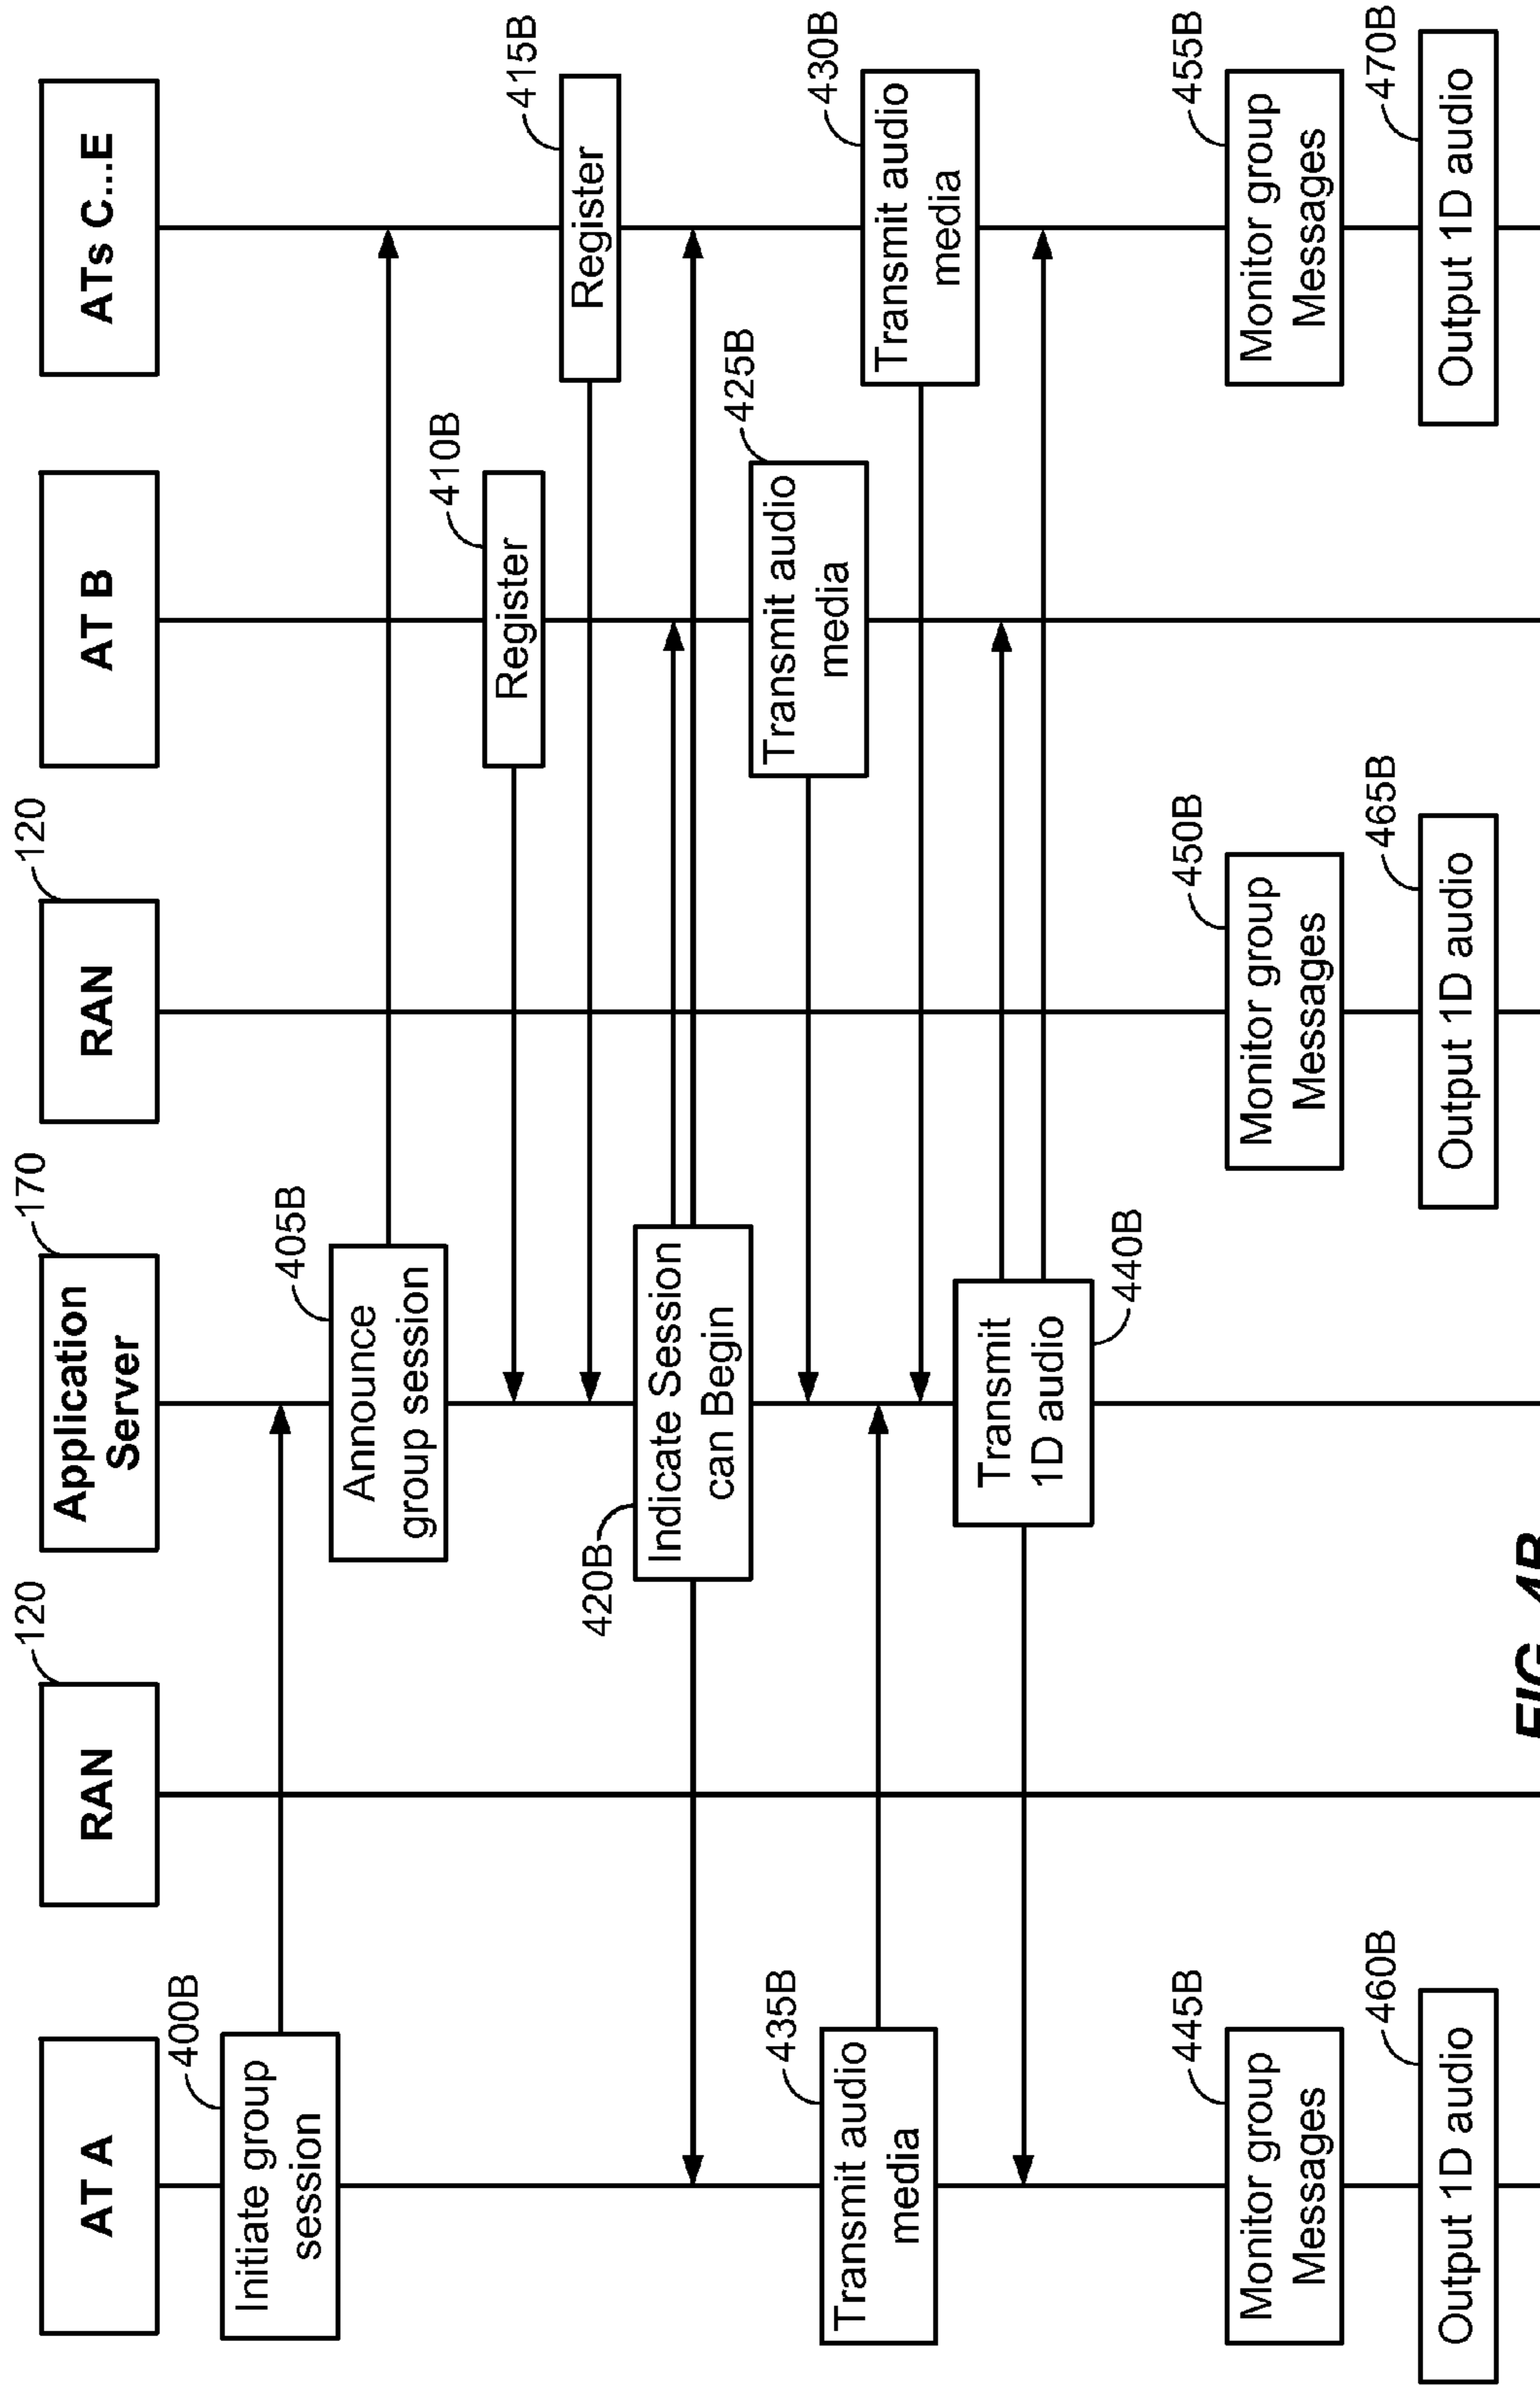 AT A
RAN
120
Application
Server
170
RAN
120
AT B
ATs C...E
Initiate group
session
400B
Announce
group session
405B
Register
410B
Register
415B
Indicate Session
can Begin
420B
Transmit audio
media
425B
Transmit audio
media
435B
Transmit audio
media
430B
Transmit
1D audio
440B
Monitor group
Messages
445B
Monitor group
Messages
450B
Monitor group
Messages
455B
Output 1D audio
460B
Output 1D audio
465B
Output 1D audio
470B
FIG. 4B